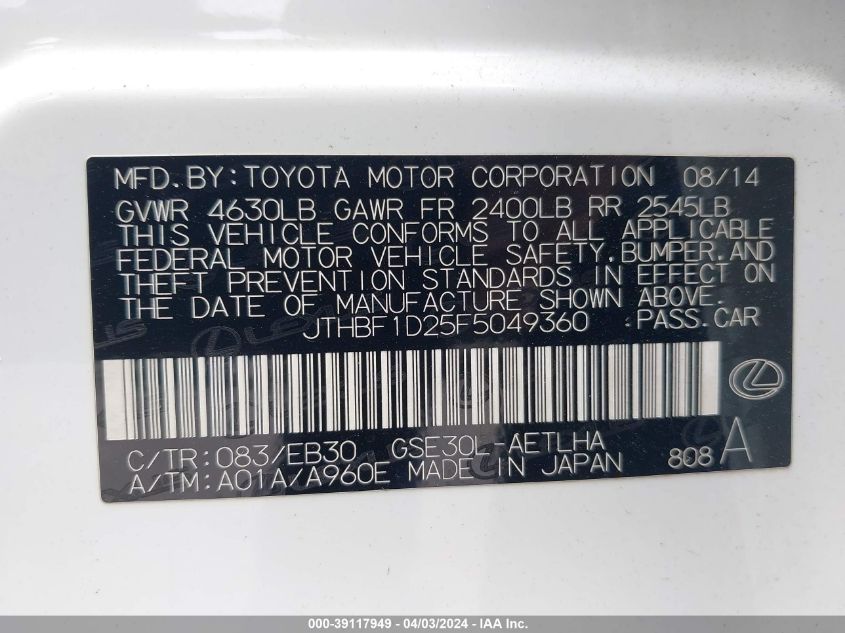 MFD.BY:TOYOTA MOTOR CORPORATION 08/14
GVWR 4630LB GAWR FR 2400LB RR 2545LB
THIS VEHICLE CONFORMS TO ALL APPLICABLE
FEDERAL MOTOR VEHICLE SAFETY,BUMPER,AND
THEFT PREVENTION STANDARDS IN EFFECT ON
THE DATE OF MANUFACTURE SHOWN ABOVE.
JTHBF1D25F5049360 :PASS.CAR
C/TR:083/EB30 GSE30L-AETLHA
A/TM:A01A/A960E MADE IN JAPAN 808 A
000-39117949 - 04/03/2024 - IAA Inc.